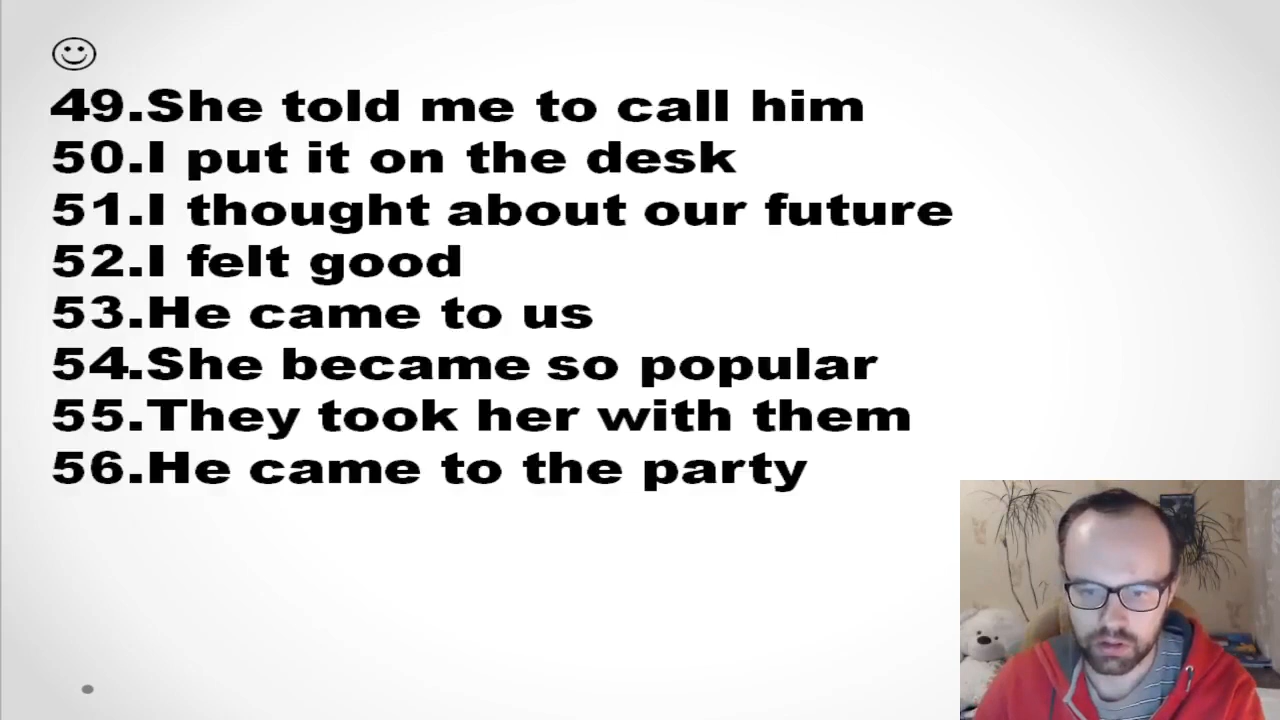 49.She told me to call him
50.I put it on the desk
51.I thought about our future
52.I felt good
53.He came to us
54.She became so popular
55.They took her with them
56.He came to the party